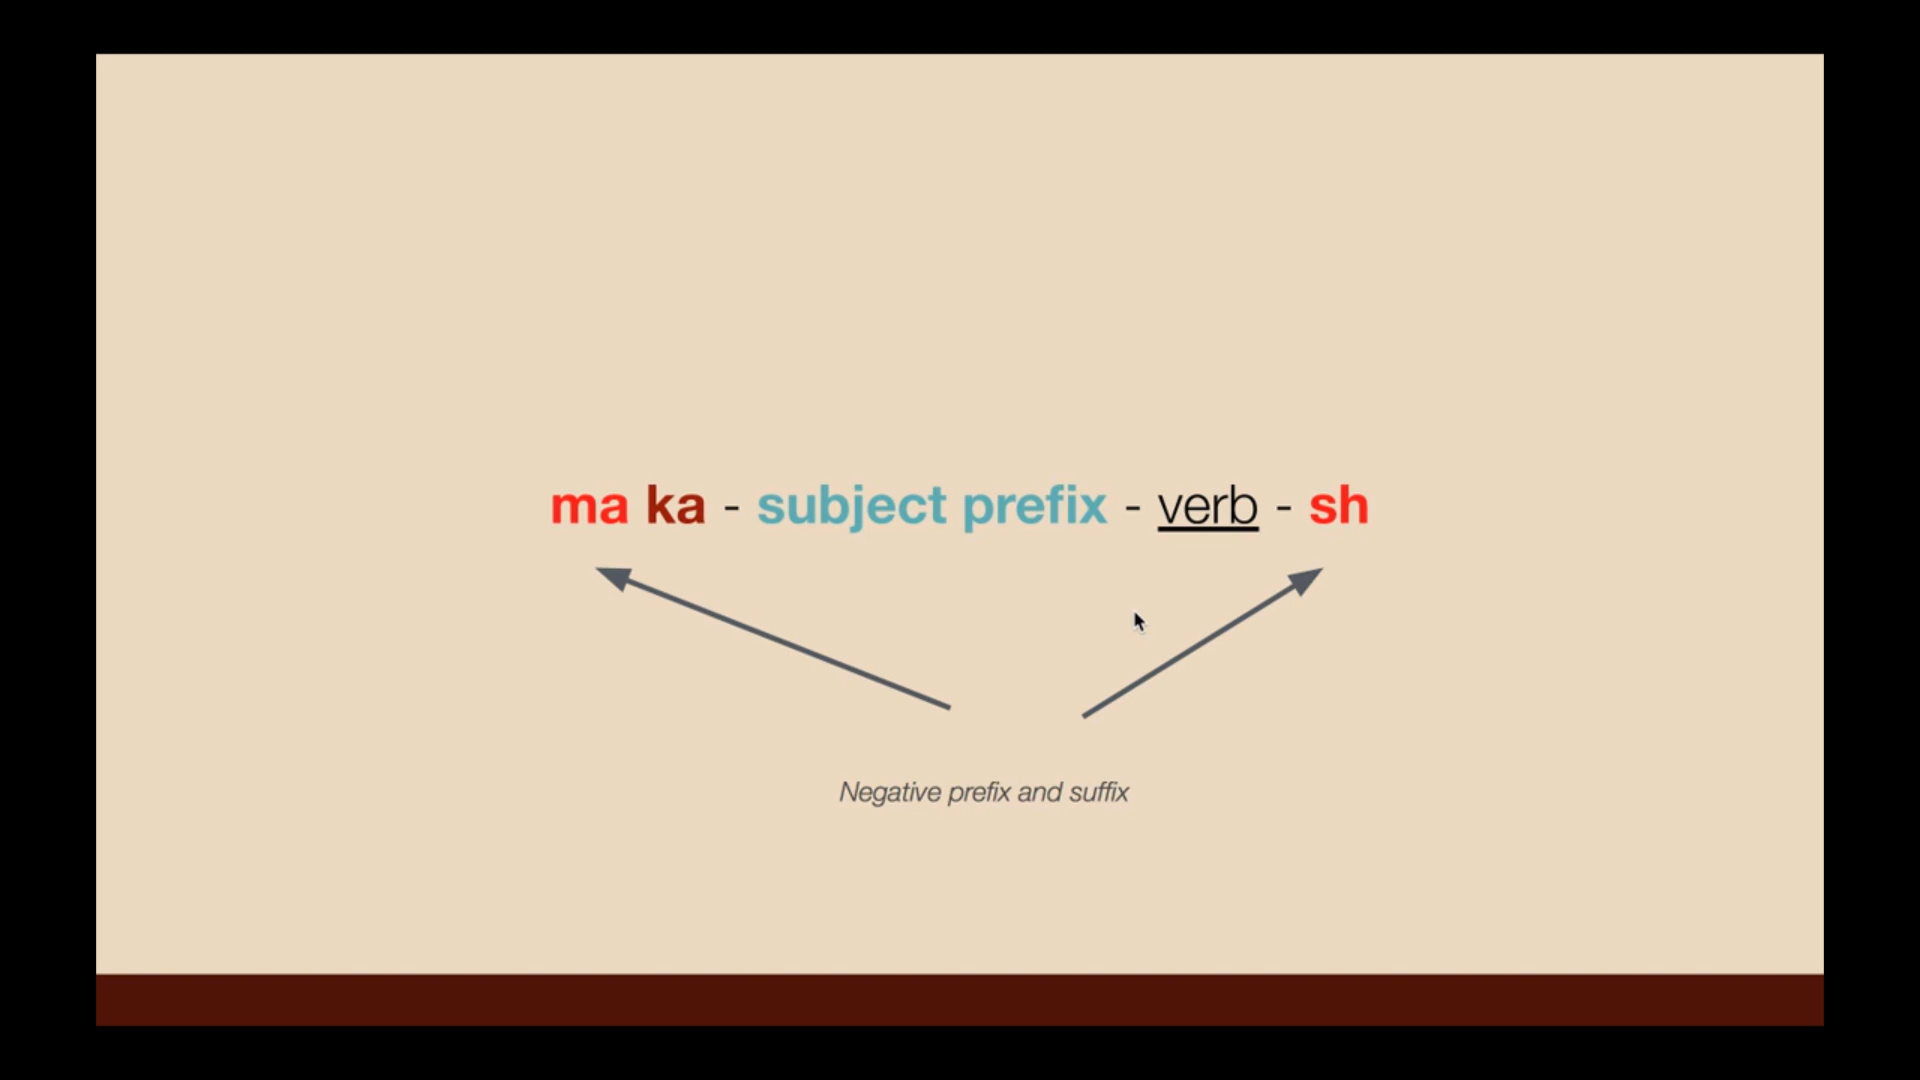 ma ka - subject prefix - verb - sh
Negative prefix and suffix